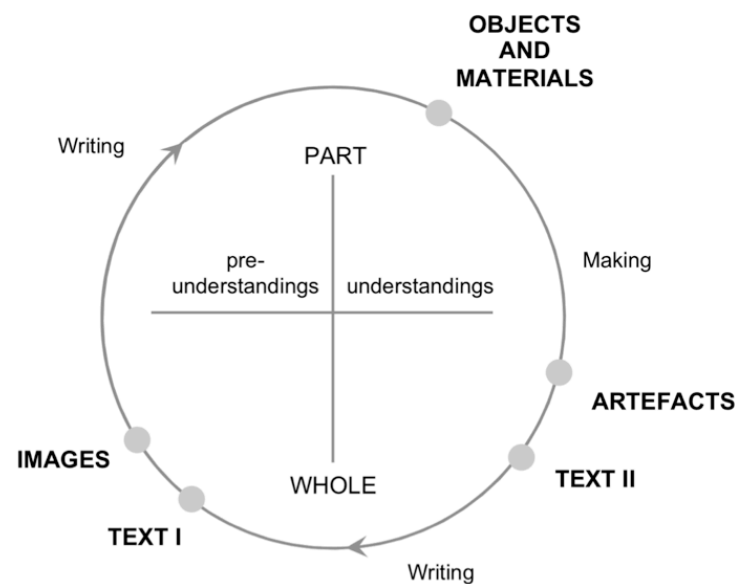 OBJECTS
AND
MATERIALS
Writing
PART
Making
pre-
understandings
understandings
ARTEFACTS
IMAGES
WHOLE
TEXT II
TEXT I
Writing